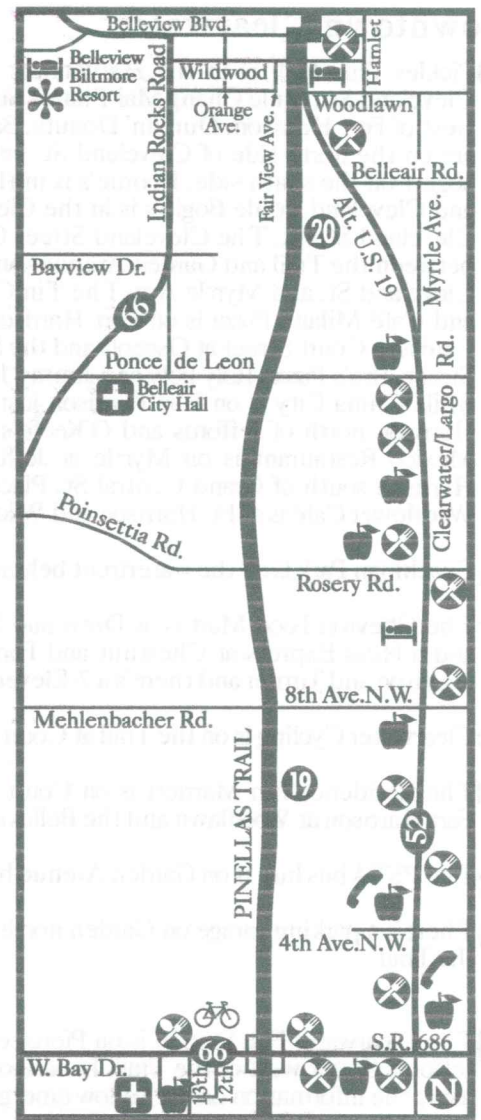 Belleview Blvd.
Belleview
Biltmore
Resort
Indian Rocks Road
Wildwood
Orange
Ave.
Fair View Ave.
Hamlet
Woodlawn
Belleair Rd.
20
Alt. US 19
Myrtle Ave.
Bayview Dr.
66
Ponce de Leon
Belleair
City Hall
Clearwater/Largo Rd.
Poinsettia Rd.
Rosery Rd.
8th Ave.N.W.
Mehlenbacher Rd.
PINELLAS TRAIL
19
52
4th Ave.N.W.
S.R. 686
66
W. Bay Dr.
13th
12th
N